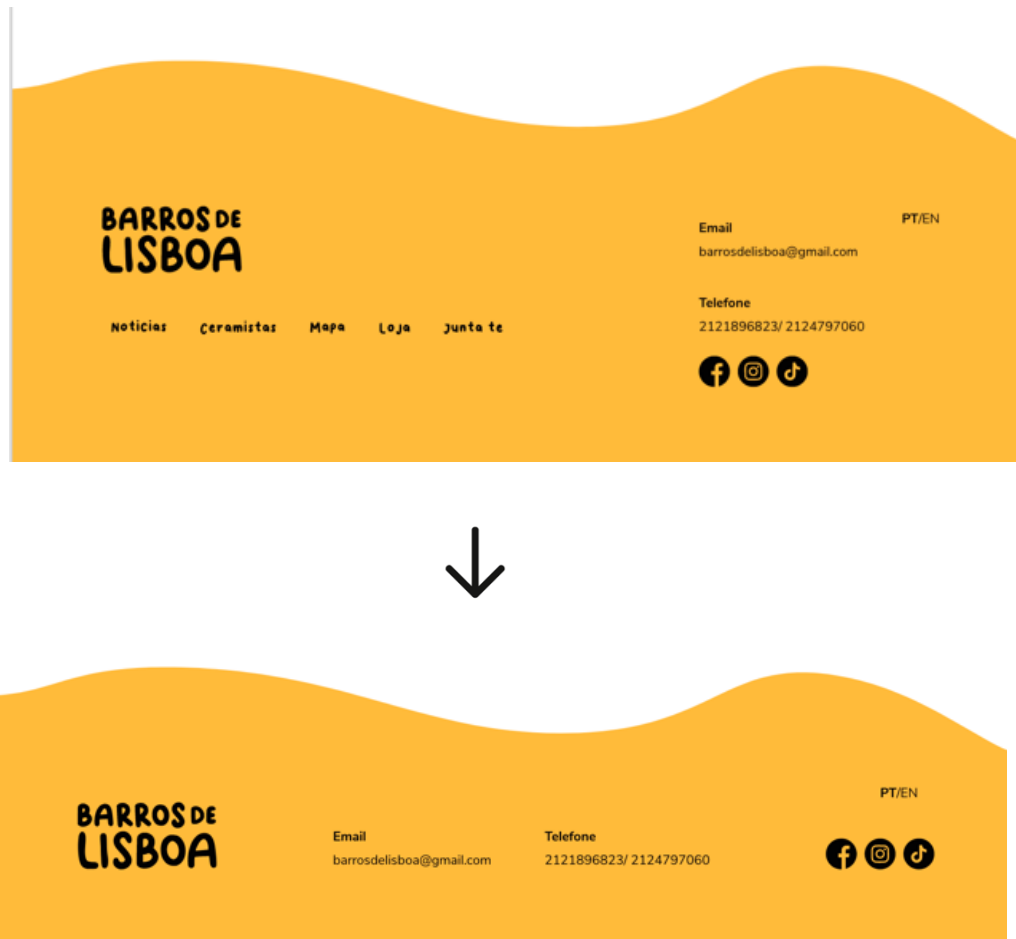 BARROS DE
LISBOA
Noticias Ceramistas Mapa Loja Junta te
PT/EN
Email
barrosdelisboa@gmail.com
Telefone
2121896823/ 2124797060
BARROS DE
LISBOA
Email
barrosdelisboa@gmail.com
Telefone
2121896823/ 2124797060
PT/EN